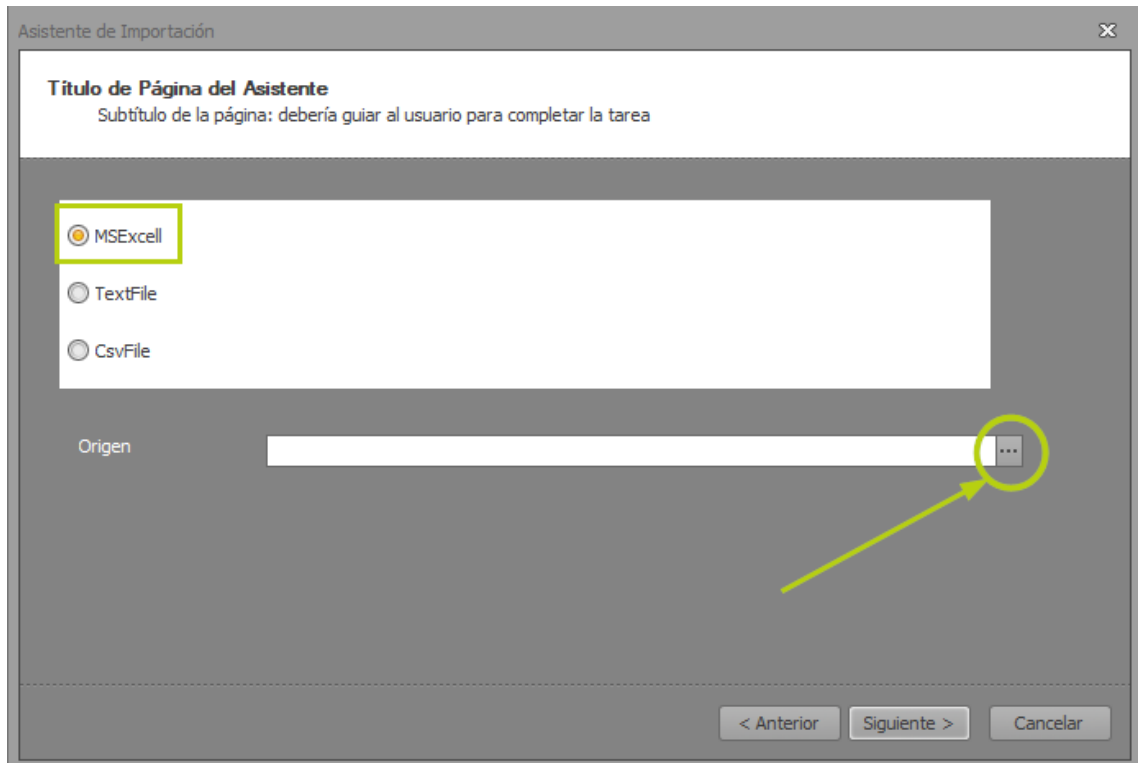 Asistente de Importación
Título de Página del Asistente
Subtítulo de la página: debería guiar al usuario para completar la tarea
MSExcell
TextFile
CsvFile
Origen
...
< Anterior
Siguiente >
Cancelar